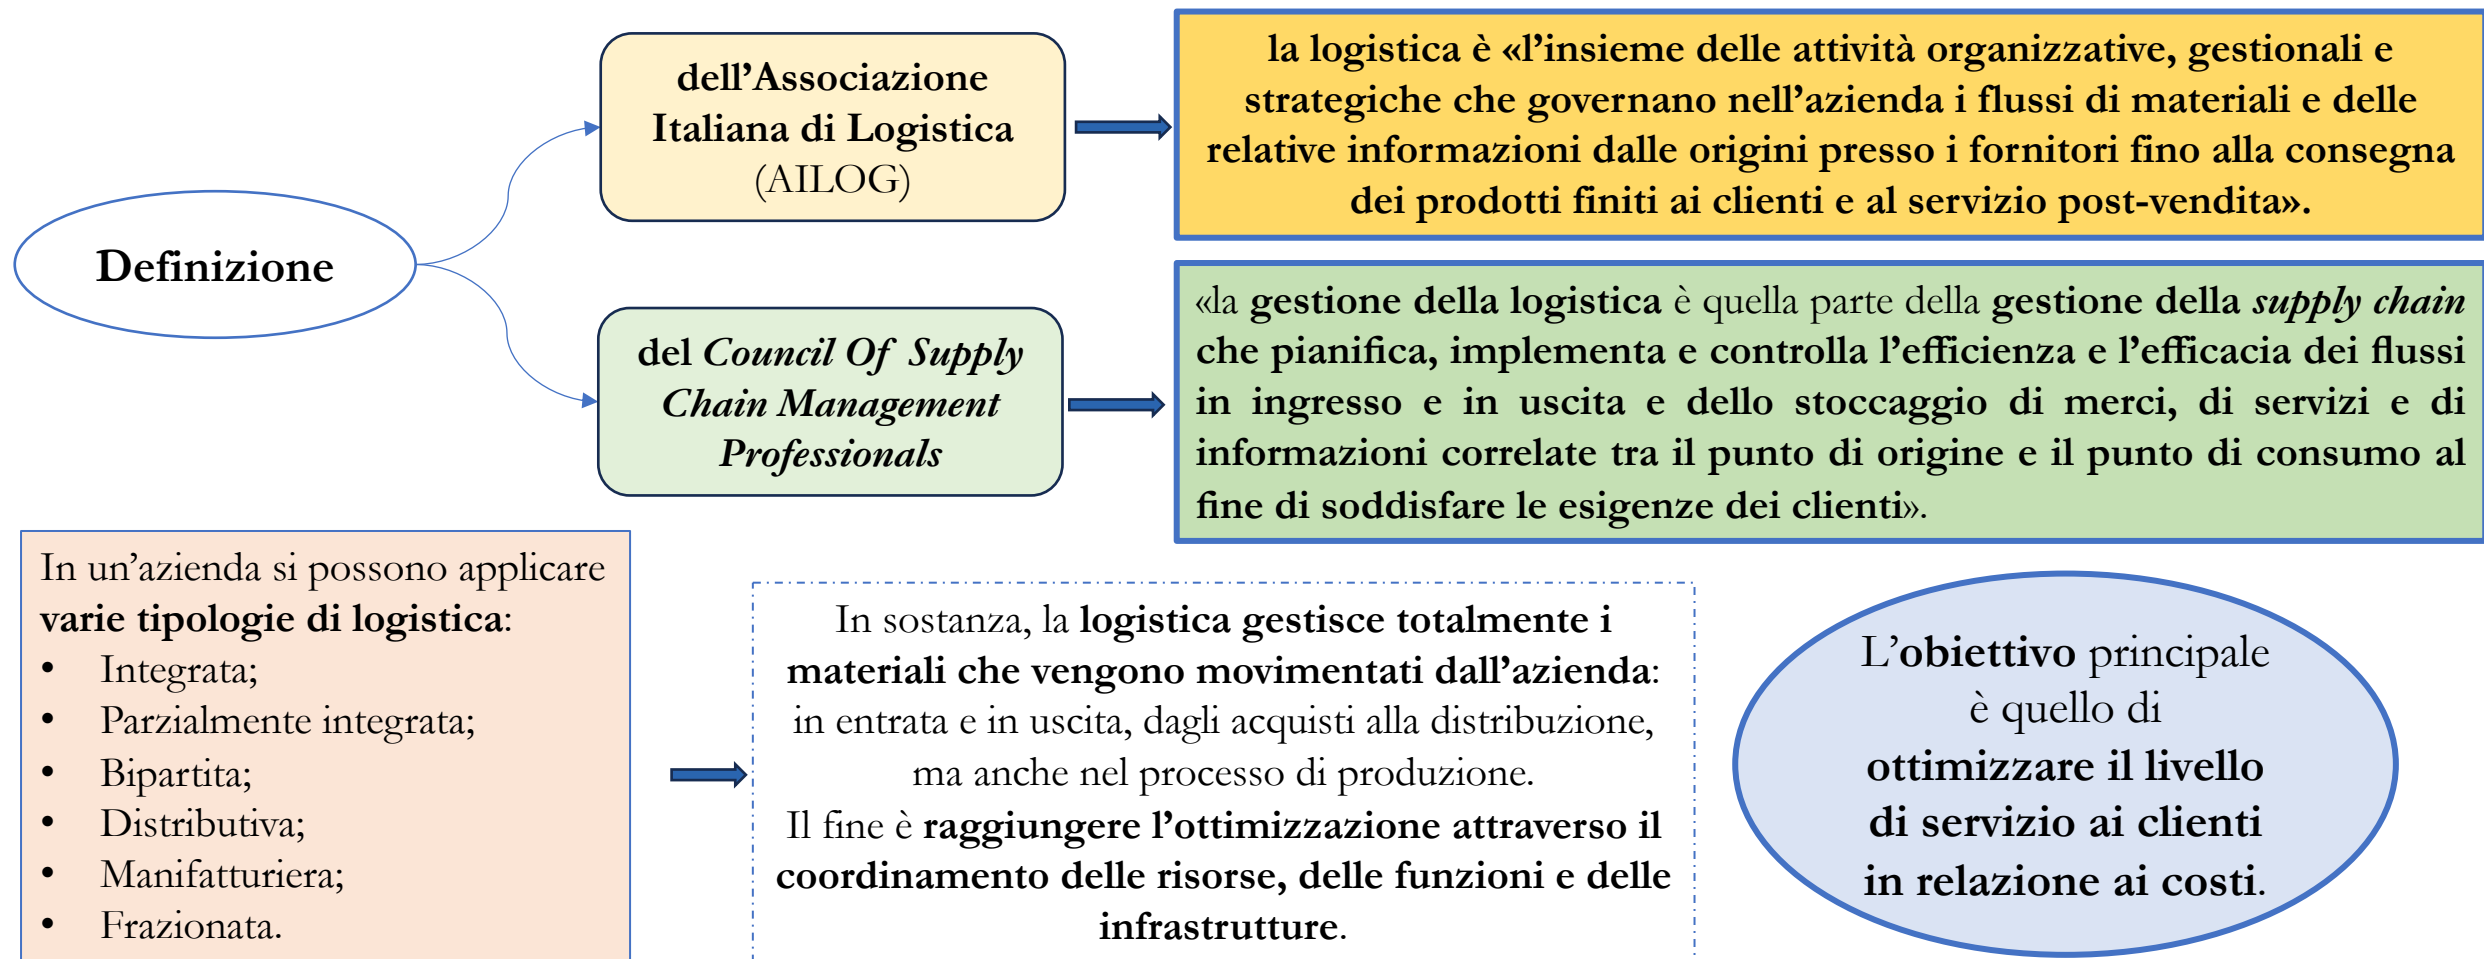 Definizione
dell’Associazione
Italiana di Logistica
(AILOG)
la logistica è «l’insieme delle attività organizzative, gestionali e
strategiche che governano nell’azienda i flussi di materiali e delle
relative informazioni dalle origini presso i fornitori fino alla consegna
dei prodotti finiti ai clienti e al servizio post-vendita».
del Council Of Supply
Chain Management
Professionals
«la gestione della logistica è quella parte della gestione della supply chain
che pianifica, implementa e controlla l’efficienza e l’efficacia dei flussi
in ingresso e in uscita e dello stoccaggio di merci, di servizi e di
informazioni correlate tra il punto di origine e il punto di consumo al
fine di soddisfare le esigenze dei clienti».
In un’azienda si possono applicare
varie tipologie di logistica:
• Integrata;
• Parzialmente integrata;
• Bipartita;
• Distributiva;
• Manifatturiera;
• Frazionata.
In sostanza, la logistica gestisce totalmente i
materiali che vengono movimentati dall’azienda:
in entrata e in uscita, dagli acquisti alla distribuzione,
ma anche nel processo di produzione.
Il fine è raggiungere l’ottimizzazione attraverso il
coordinamento delle risorse, delle funzioni e delle
infrastrutture.
L’obiettivo principale
è quello di
ottimizzare il livello
di servizio ai clienti
in relazione ai costi.